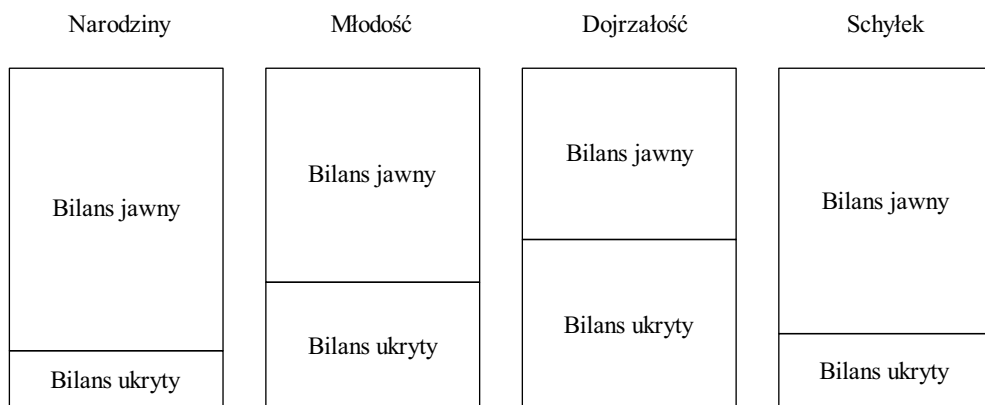 Narodziny
Młodość
Dojrzałość
Schyłek
Bilans jawny
Bilans jawny
Bilans jawny
Bilans jawny
Bilans ukryty
Bilans ukryty
Bilans ukryty
Bilans ukryty